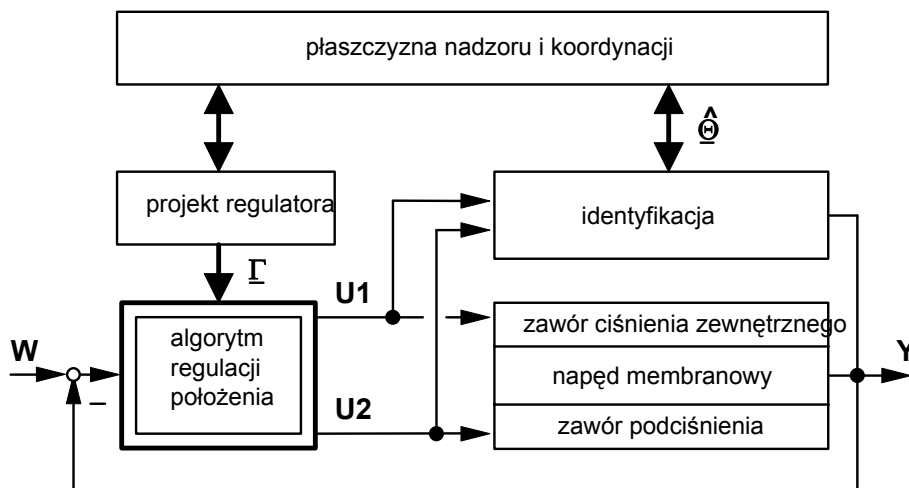 płaszczyzna nadzoru i koordynacji
Θ̂
projekt regulatora
identyfikacja
Γ
U1
zawór ciśnienia zewnętrznego
algorytm
regulacji
położenia
W
napęd membranowy
Y
−
U2
zawór podciśnienia